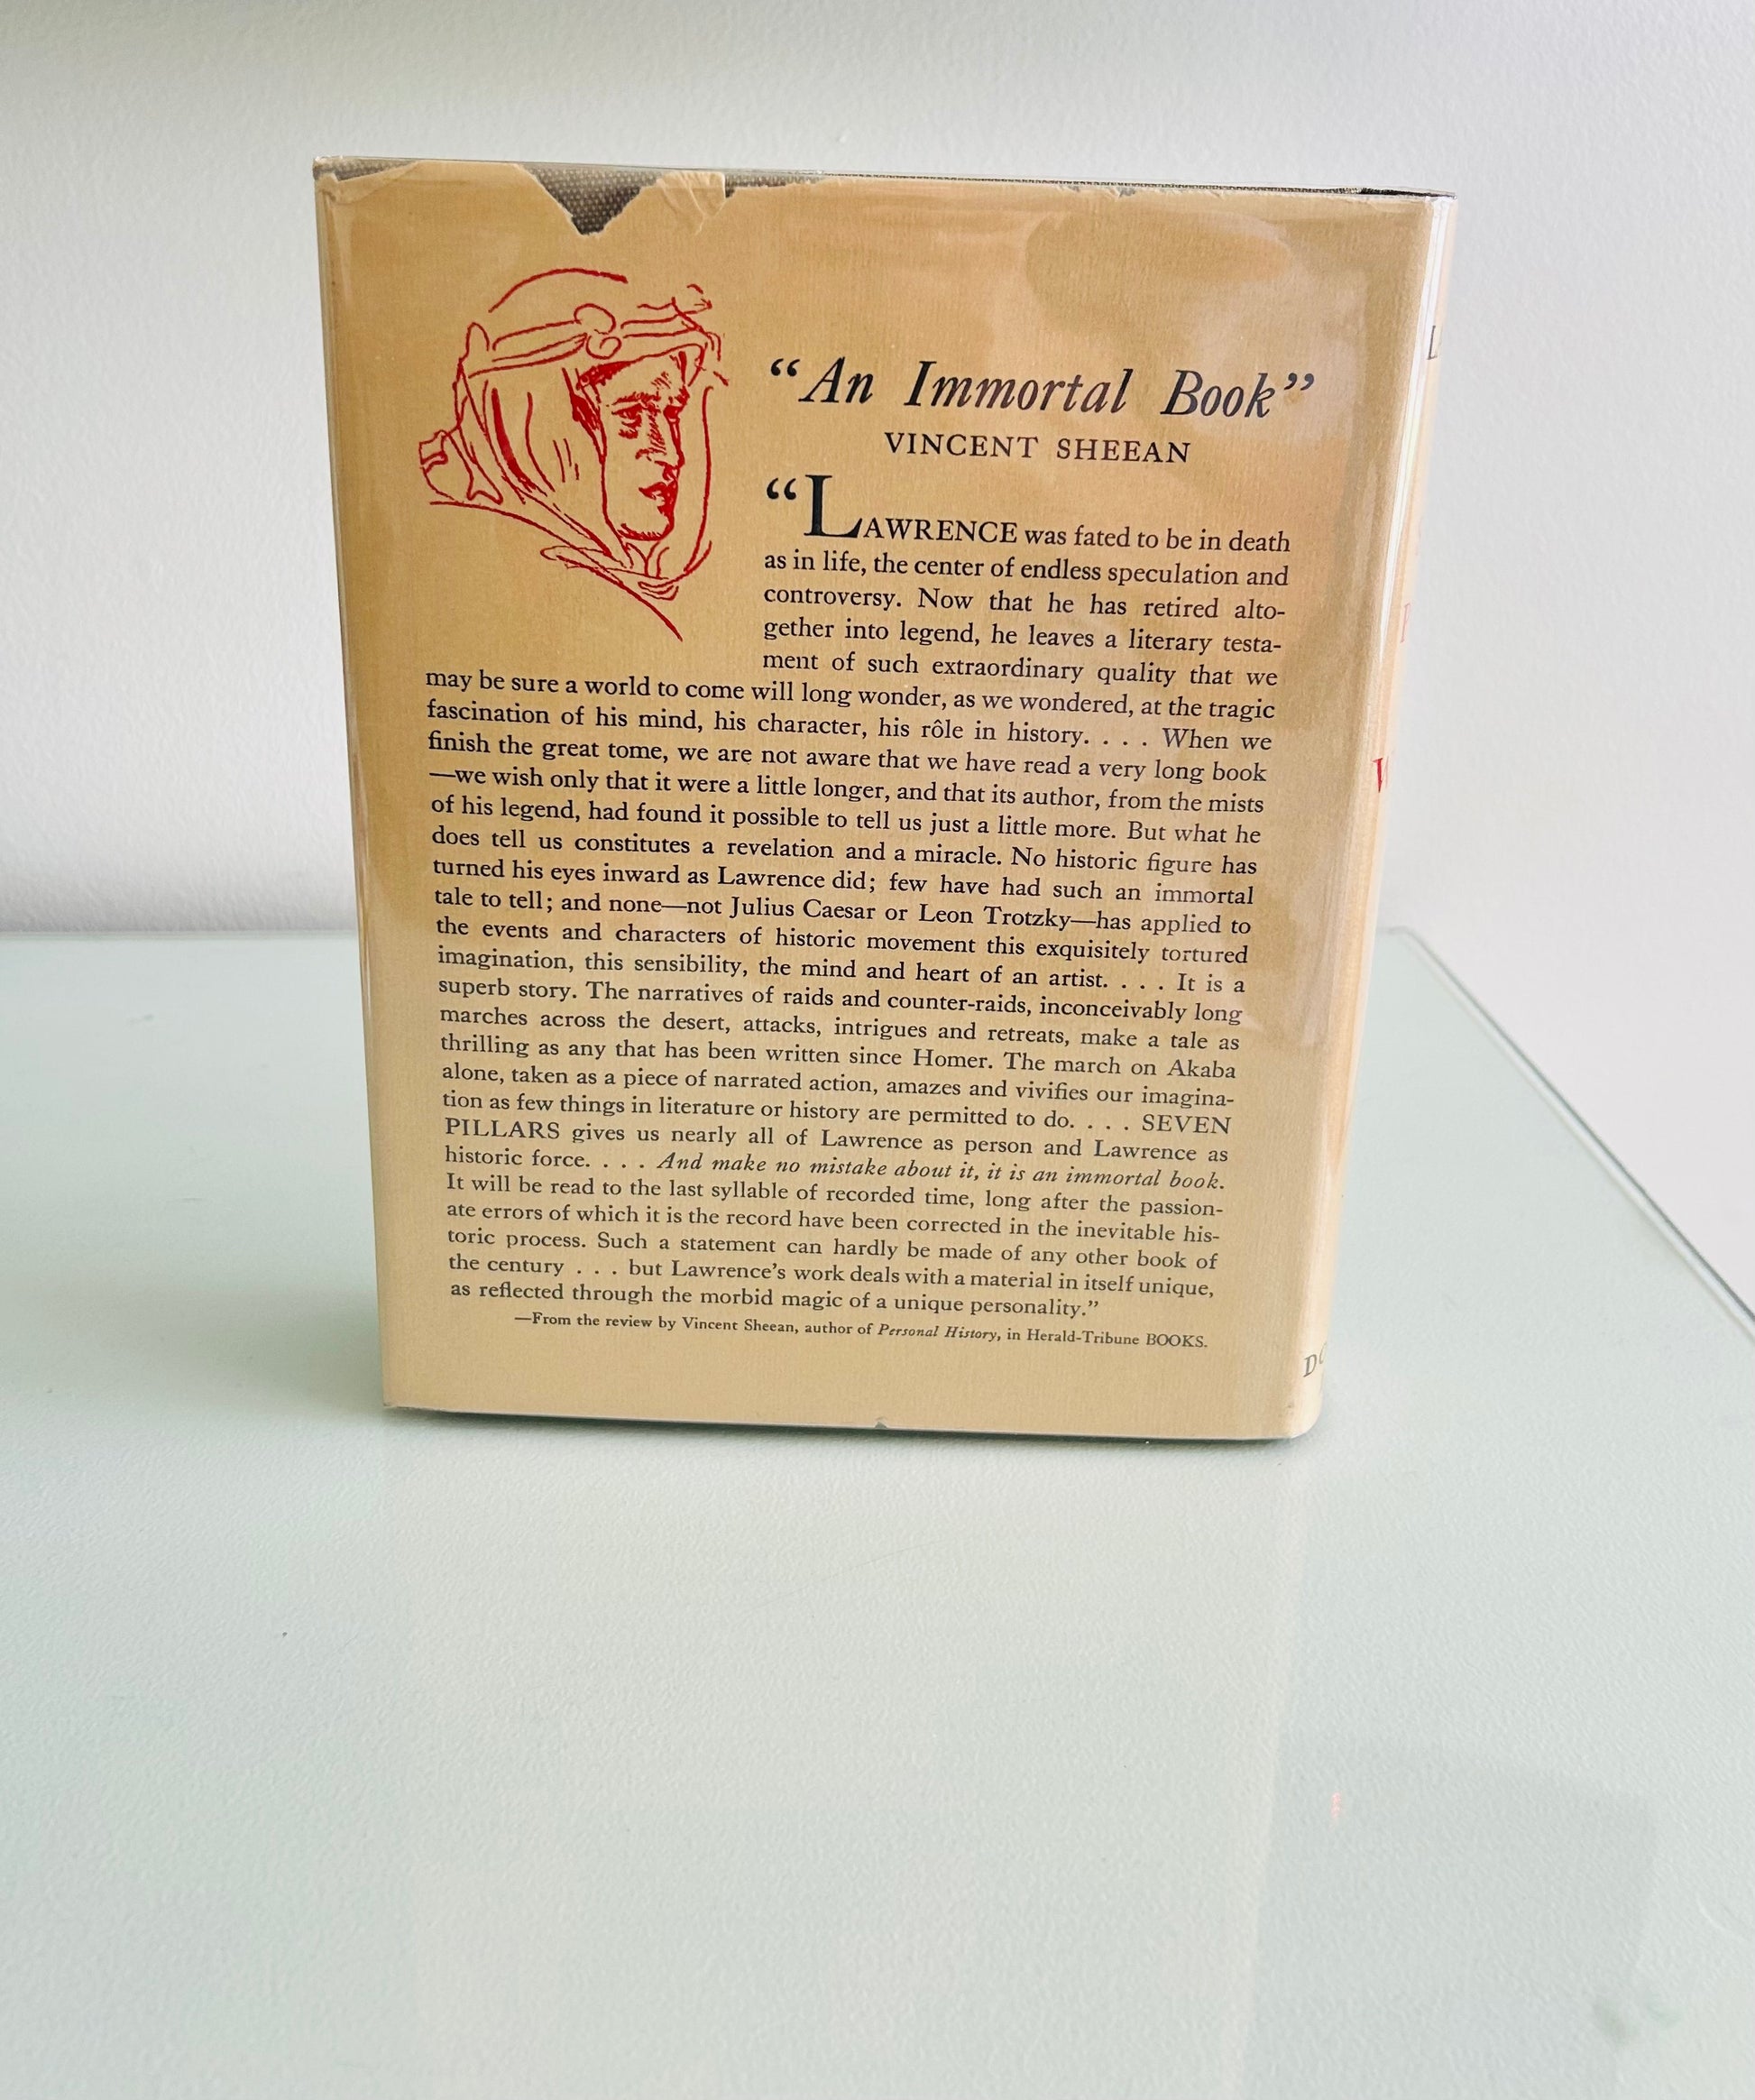 “An Immortal Book”
VINCENT SHEEAN
“LAWRENCE was fated to be in death
as in life, the center of endless speculation and
controversy. Now that he has retired alto-
gether into legend, he leaves a literary testa-
ment of such extraordinary quality that we
may be sure a world to come will long wonder, as we wondered, at the tragic
fascination of his mind, his character, his rôle in history. . . . When we
finish the great tome, we are not aware that we have read a very long book
—we wish only that it were a little longer, and that its author, from the mists
of his legend, had found it possible to tell us just a little more. But what he
does tell us constitutes a revelation and a miracle. No historic figure has
turned his eyes inward as Lawrence did; few have had such an immortal
tale to tell; and none—not Julius Caesar or Leon Trotzky—has applied to
the events and characters of historic movement this exquisitely tortured
imagination, this sensibility, the mind and heart of an artist. . . . It is a
superb story. The narratives of raids and counter-raids, inconceivably long
marches across the desert, attacks, intrigues and retreats, make a tale as
thrilling as any that has been written since Homer. The march on Akaba
alone, taken as a piece of narrated action, amazes and vivifies our imagina-
tion as few things in literature or history are permitted to do. . . . SEVEN
PILLARS gives us nearly all of Lawrence as person and Lawrence as
historic force. . . . And make no mistake about it, it is an immortal book.
It will be read to the last syllable of recorded time, long after the passion-
ate errors of which it is the record have been corrected in the inevitable his-
toric process. Such a statement can hardly be made of any other book of
the century . . . but Lawrence’s work deals with a material in itself unique,
as reflected through the morbid magic of a unique personality.”
—From the review by Vincent Sheean, author of Personal History, in Herald-Tribune BOOKS.